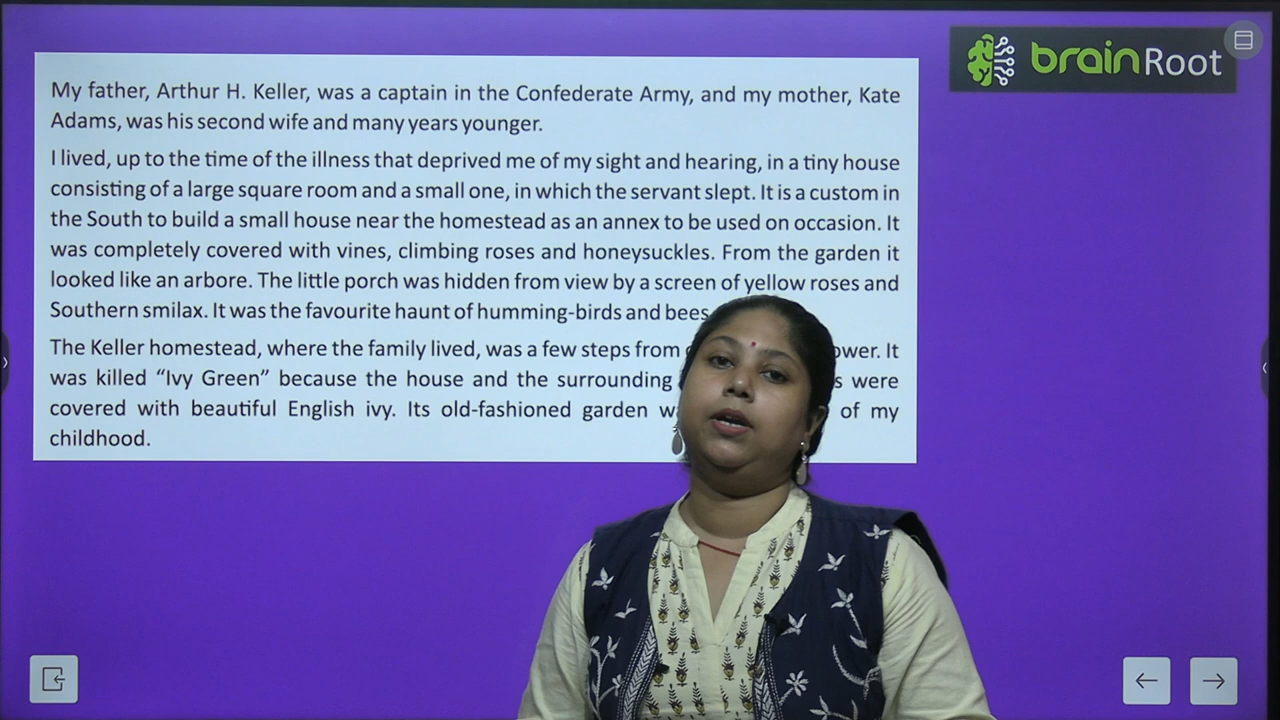 brainRoot
My father, Arthur H. Keller, was a captain in the Confederate Army, and my mother, Kate
Adams, was his second wife and many years younger.
I lived, up to the time of the illness that deprived me of my sight and hearing, in a tiny house
consisting of a large square room and a small one, in which the servant slept. It is a custom in
the South to build a small house near the homestead as an annex to be used on occasion. It
was completely covered with vines, climbing roses and honeysuckles. From the garden it
looked like an arbore. The little porch was hidden from view by a screen of yellow roses and
Southern smilax. It was the favourite haunt of humming-birds and bees
The Keller homestead, where the family lived, was a few steps from ower. It
was killed “Ivy Green” because the house and the surrounding s were
covered with beautiful English ivy. Its old-fashioned garden of my
childhood.